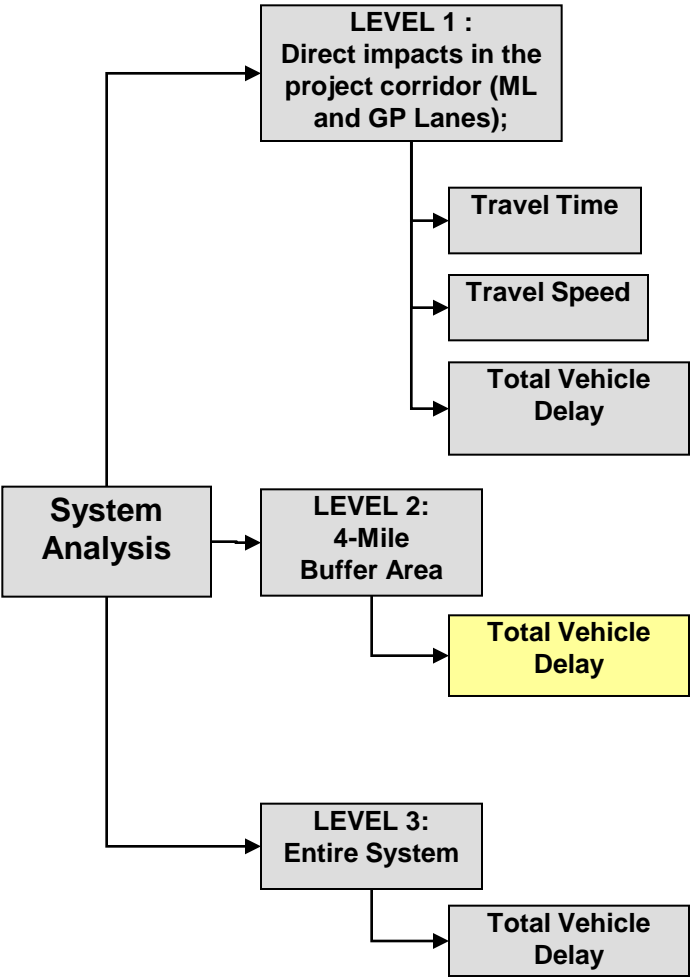 LEVEL 1 :
Direct impacts in the
project corridor (ML
and GP Lanes);
Travel Time
Travel Speed
Total Vehicle
Delay
System
Analysis
LEVEL 2:
4-Mile
Buffer Area
Total Vehicle
Delay
LEVEL 3:
Entire System
Total Vehicle
Delay